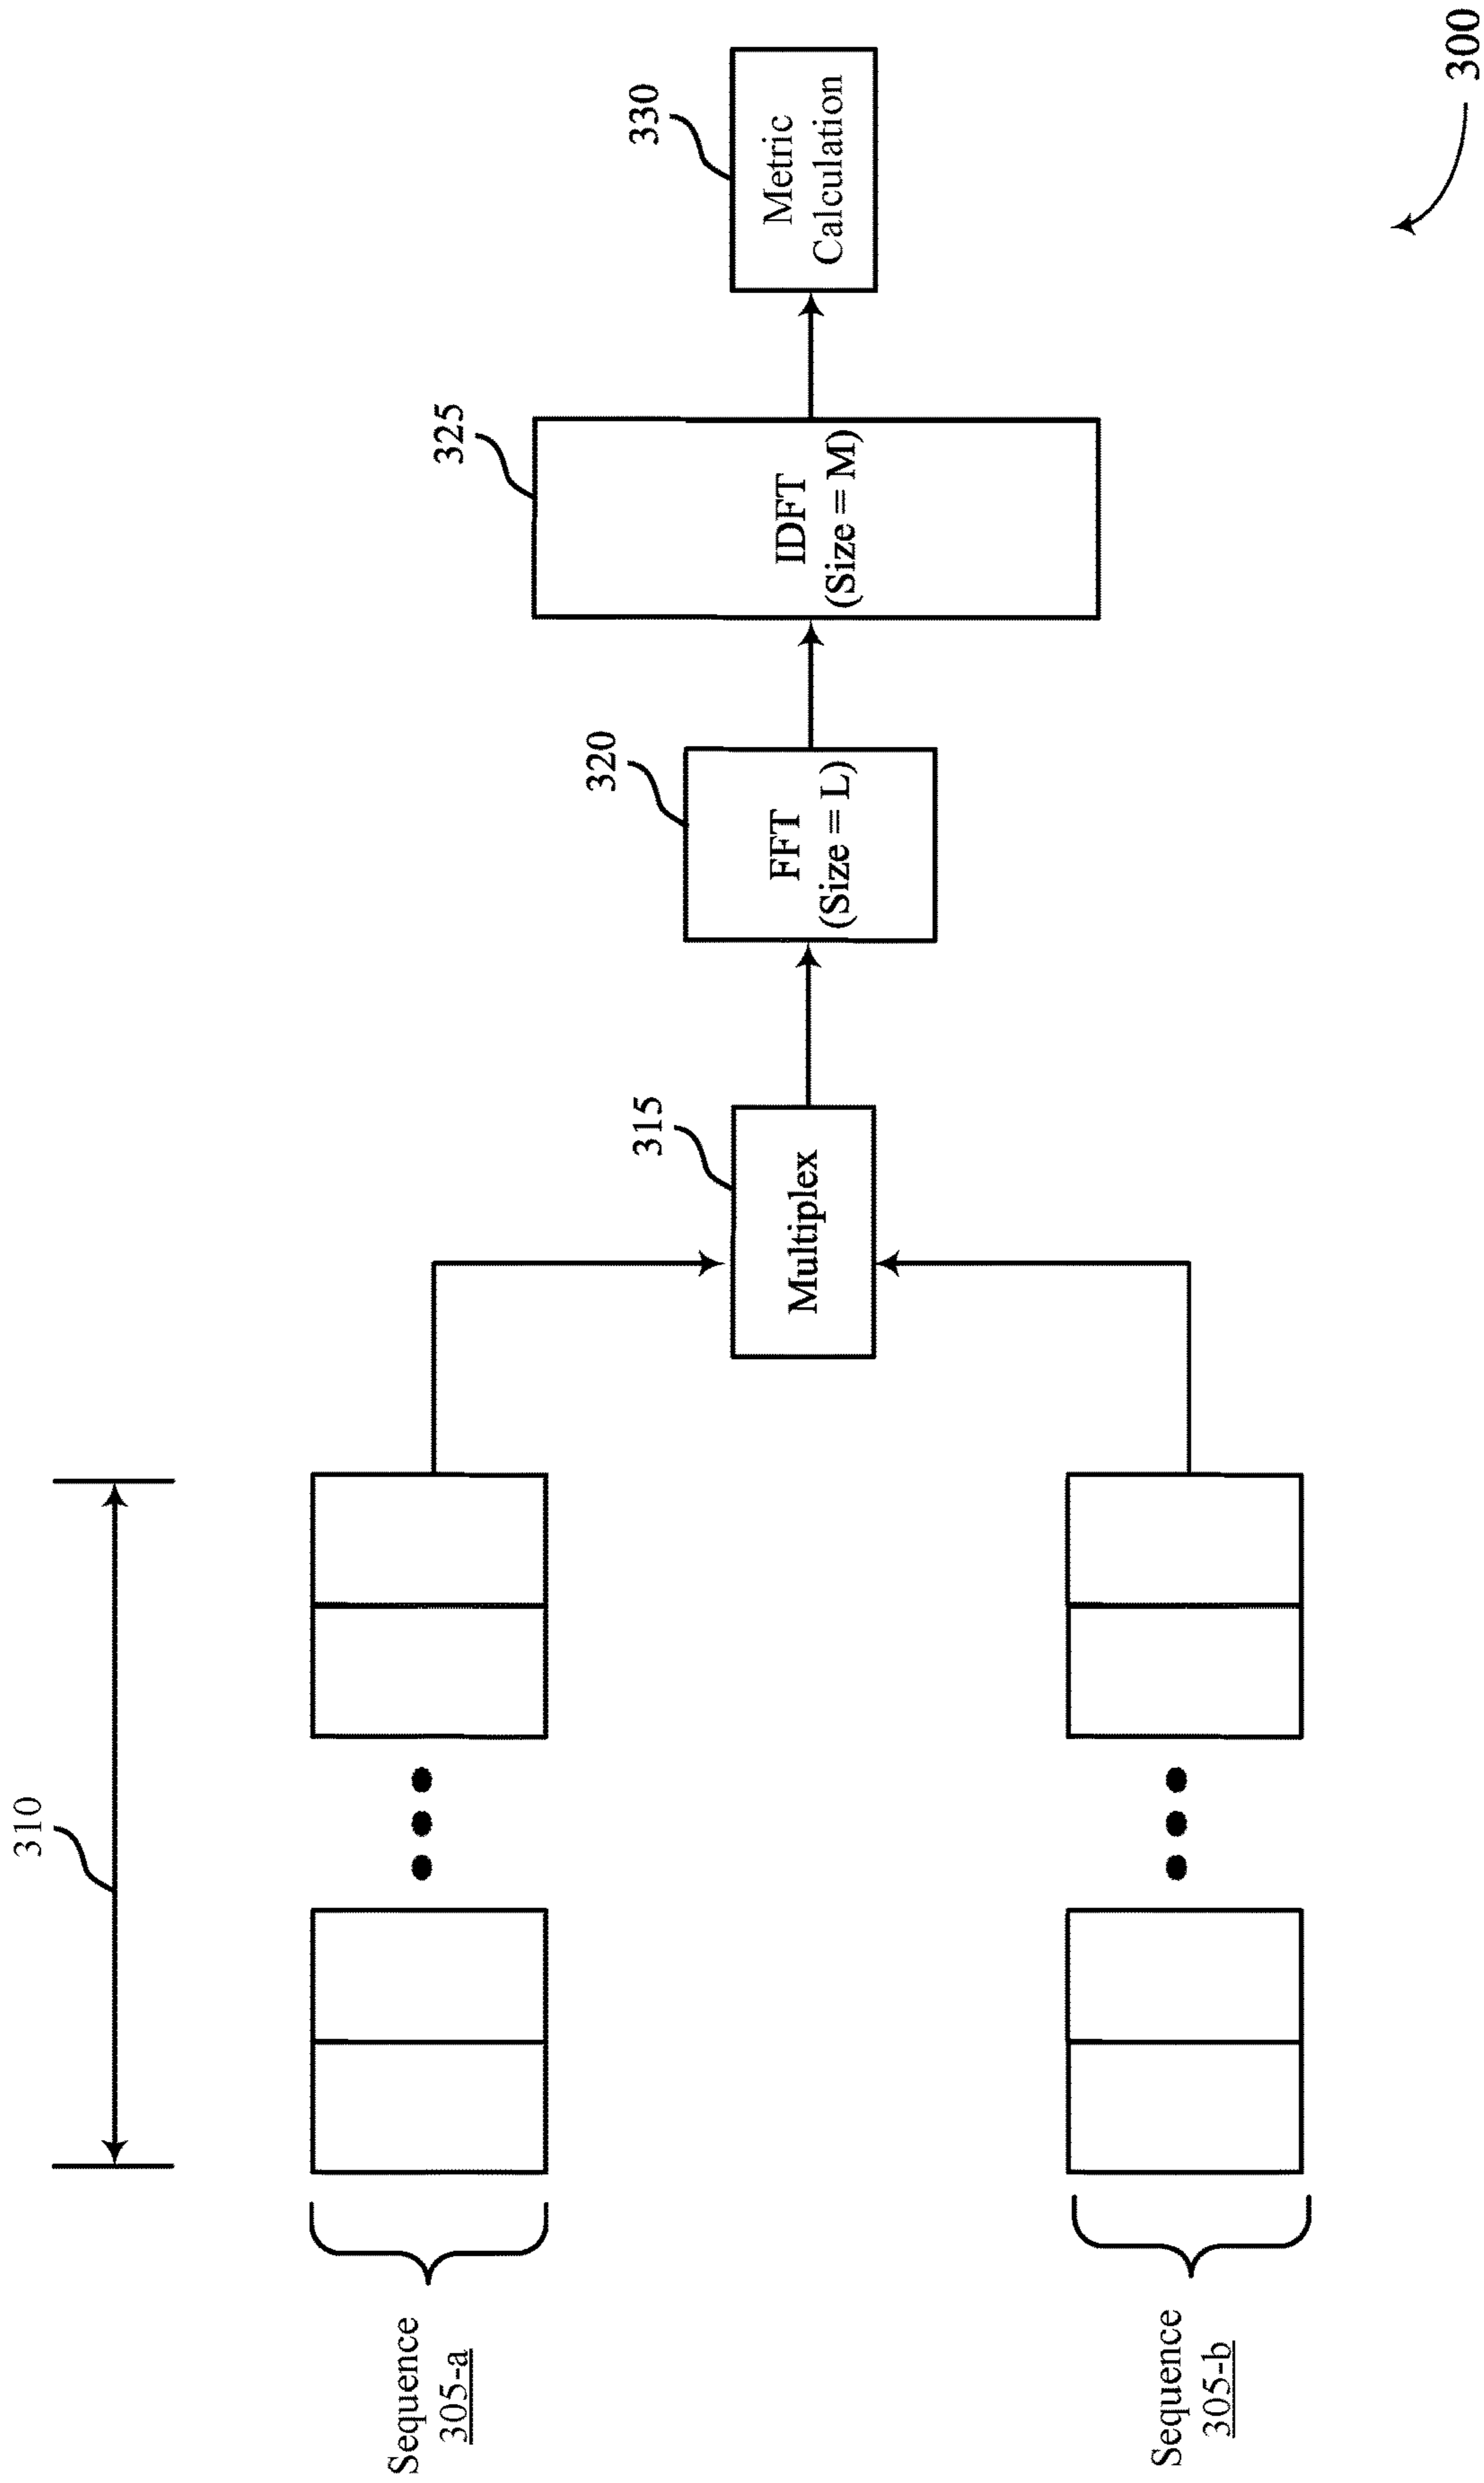 310
Sequence
305-a
Sequence
305-b
315
Multiplex
320
FFT
(Size = L)
325
IDFT
(Size = M)
330
Metric
Calculation
300